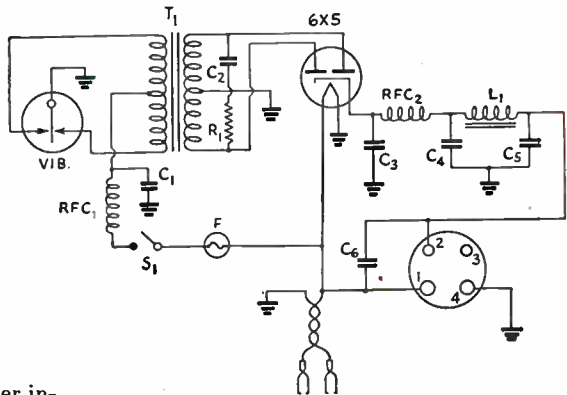 T1
6X5
C2
R1
RFC2
L1
C3
C4
C5
VIB.
C1
RFC1
S1
F
C6
2
3
1
4
er in-